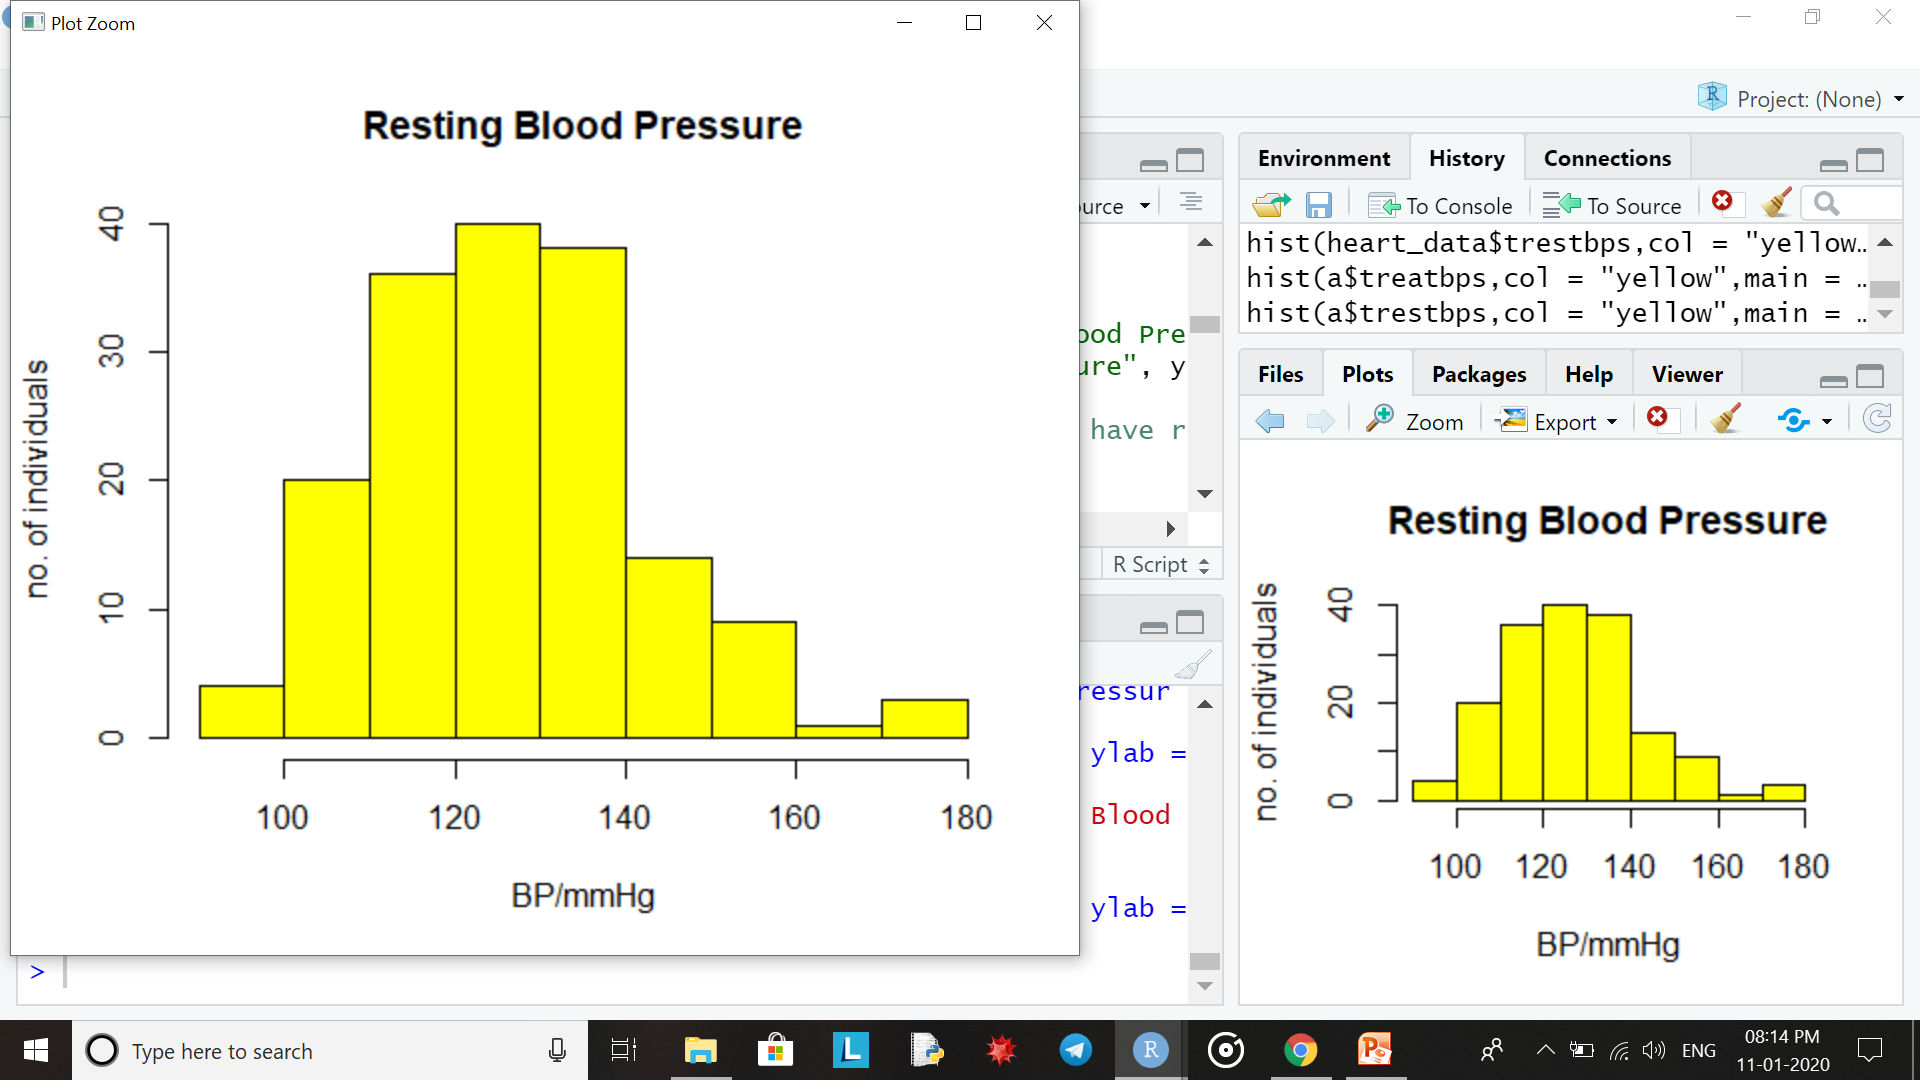 Plot Zoom
Resting Blood Pressure
no. of individuals
40
30
20
10
0
100 120 140 160 180
BP/mmHg
Project: (None)
ource
ood Pre
ure", y
have r
R Script
ressur
ylab =
Blood
ylab =
>
Environment History Connections
To Console To Source
hist(heart_data$trestbps,col = "yellow…
hist(a$treatbps,col = "yellow",main = …
hist(a$trestbps,col = "yellow",main = …
Files Plots Packages Help Viewer
Zoom Export
Resting Blood Pressure
no. of individuals
40
20
0
100 120 140 160 180
BP/mmHg
Type here to search
L
R
ENG
08:14 PM
11-01-2020